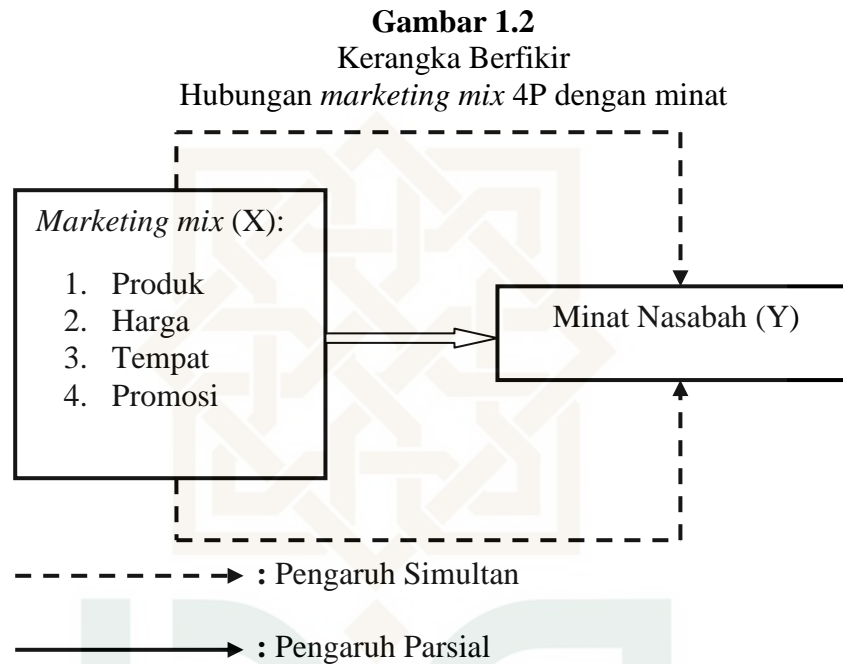 Gambar 1.2
Kerangka Berfikir
Hubungan marketing mix 4P dengan minat
Marketing mix (X):
1. Produk
2. Harga
3. Tempat
4. Promosi
Minat Nasabah (Y)
: Pengaruh Simultan
: Pengaruh Parsial